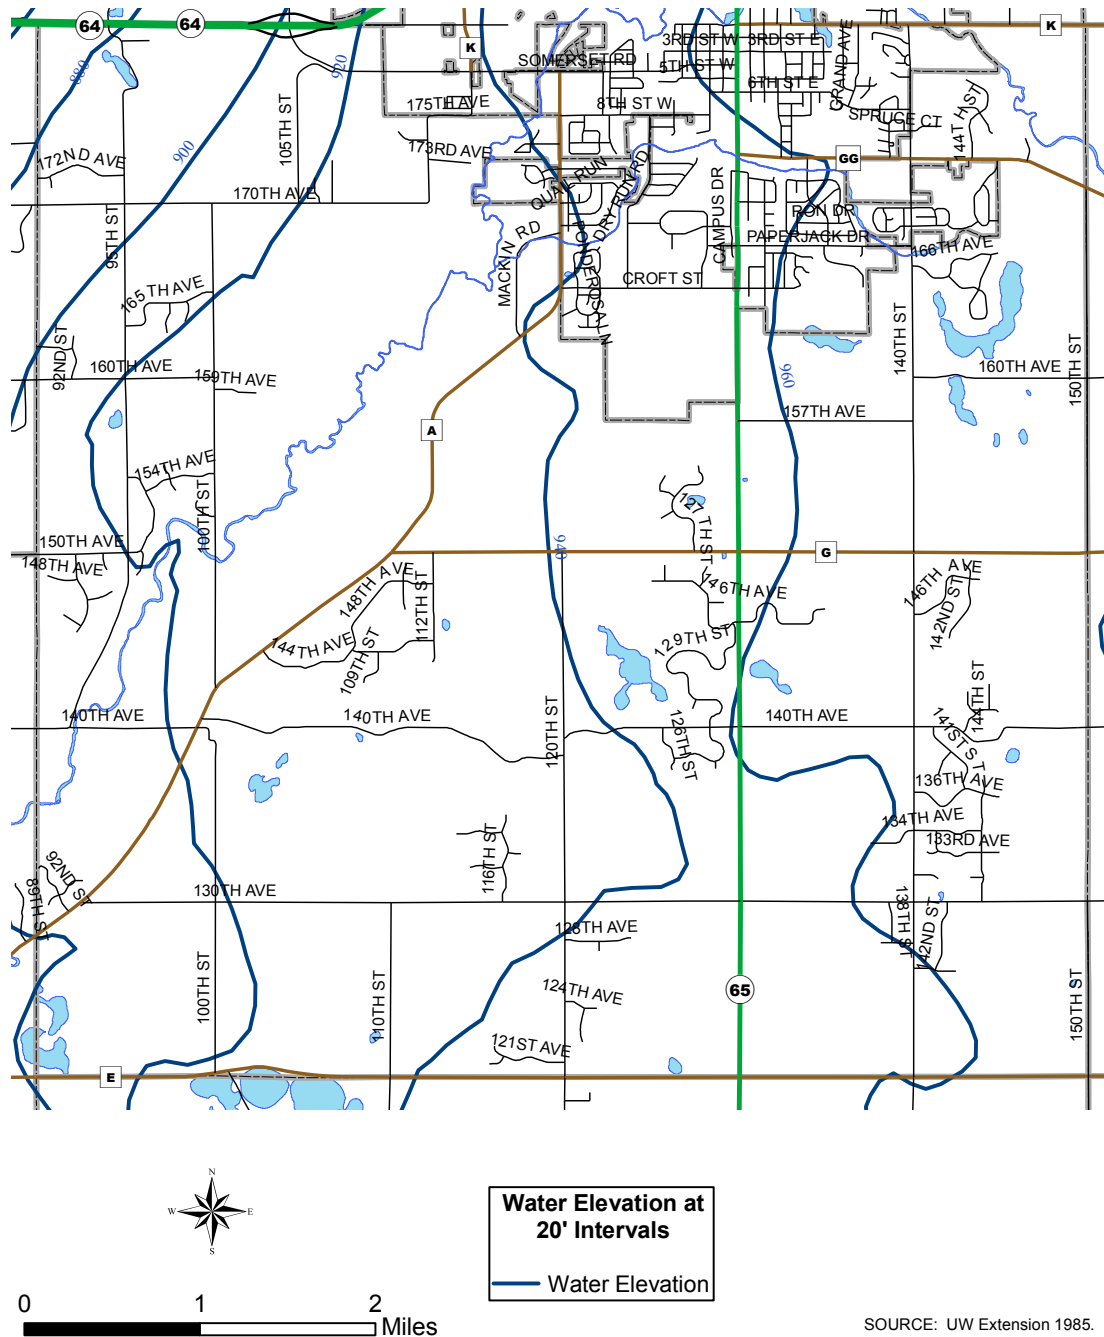 64
64
K
K
880
920
3RD ST W
3RD ST E
GRAND AVE
SOMERSET RD
5TH ST W
6TH ST E
175TH AVE
8TH ST W
SPRUCE CT
144TH ST
105TH ST
900
172ND AVE
173RD AVE
GG
170TH AVE
QUAIL RUN
DRY RUN RD
CAMPUS DR
RON DR
95TH ST
MACKIN RD
PONDEROSA LN
PAPERJACK DR
166TH AVE
165TH AVE
CROFT ST
92ND ST
160TH AVE
159TH AVE
140TH ST
160TH AVE
150TH ST
960
157TH AVE
A
154TH AVE
100TH ST
127TH ST
150TH AVE
940
G
148TH AVE
148TH AVE
112TH ST
146TH AVE
146TH AVE
142ND ST
144TH AVE
109TH ST
129TH ST
140TH AVE
140TH AVE
120TH ST
126TH ST
140TH AVE
141ST ST
144TH ST
136TH AVE
134TH AVE
133RD AVE
116TH ST
92ND ST
89TH ST
130TH AVE
138TH ST
142ND ST
128TH AVE
100TH ST
110TH ST
124TH AVE
65
150TH ST
121ST AVE
E
N
W
E
S
Water Elevation at
20' Intervals
Water Elevation
0
1
2
Miles
SOURCE: UW Extension 1985.